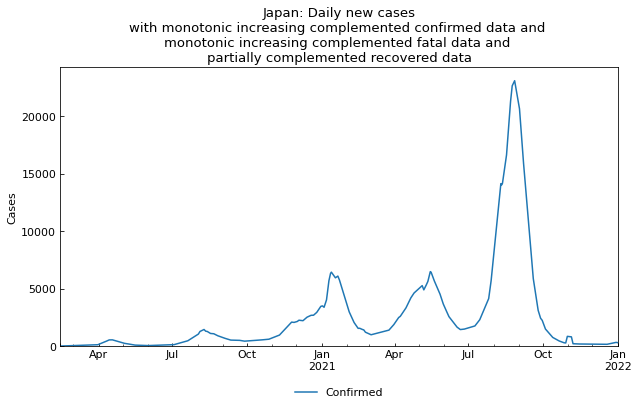 Japan: Daily new cases
with monotonic increasing complemented confirmed data and
monotonic increasing complemented fatal data and
partially complemented recovered data
20000
15000
10000
5000
0
Cases
Apr Jul Oct Jan Apr Jul Oct Jan
2021 2022
Confirmed